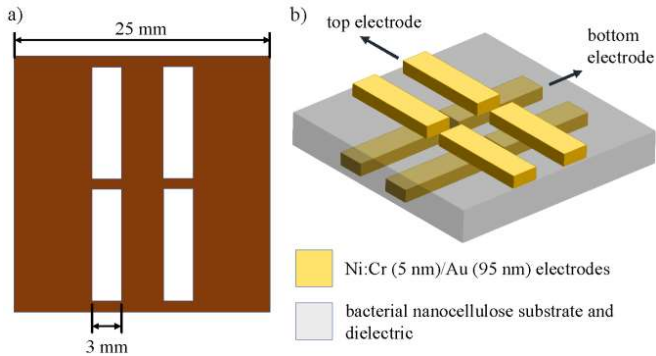 a)
25 mm
3 mm
b)
top electrode
bottom
electrode
Ni:Cr (5 nm)/Au (95 nm) electrodes
bacterial nanocellulose substrate and
dielectric